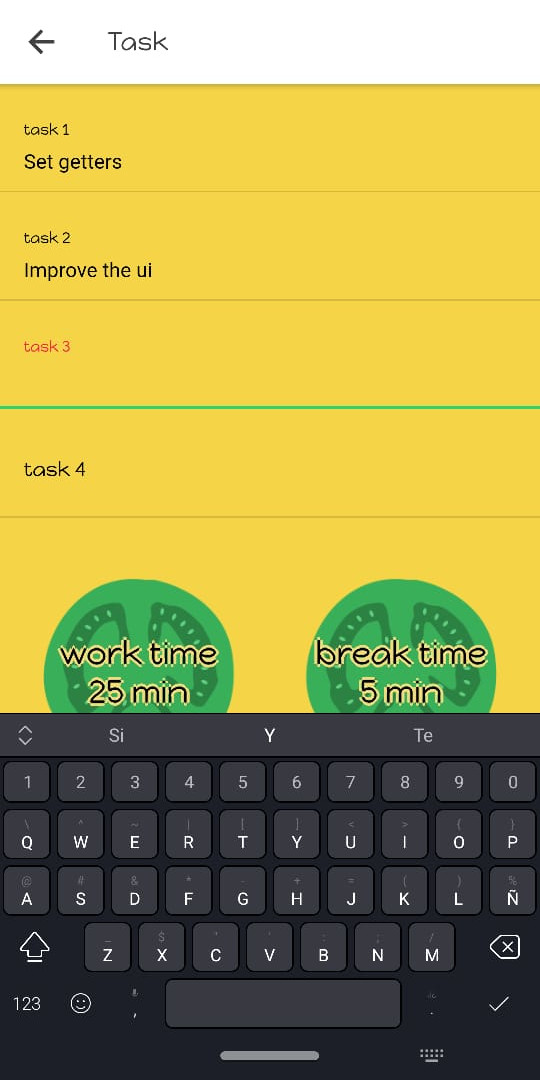 Task
task 1
Set getters
task 2
Improve the ui
task 3
task 4
work time
25 min
break time
5 min
Si Y Te
1 2 3 4 5 6 7 8 9 0
\ ^ ~ | [ ] < > { }
Q W E R T Y U I O P
@ # & * - + = ( ) %
A S D F G H J K L Ñ
_ $ " ' : ; /
Z X C V B N M
123 , .